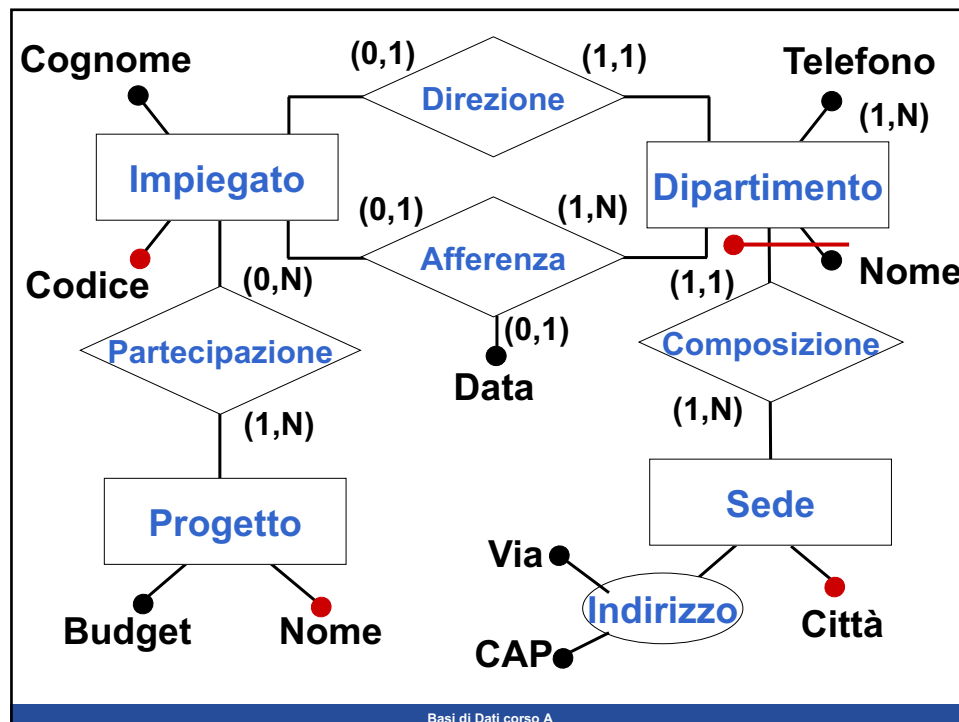 Cognome
(0,1)
(1,1)
Telefono
Direzione
(1,N)
Impiegato
Dipartimento
(0,1)
(1,N)
Afferenza
Codice
(0,N)
(1,1)
Nome
Partecipazione
(0,1)
Composizione
Data
(1,N)
(1,N)
Progetto
Sede
Via
Indirizzo
Budget
Nome
CAP
Città
Basi di Dati corso A